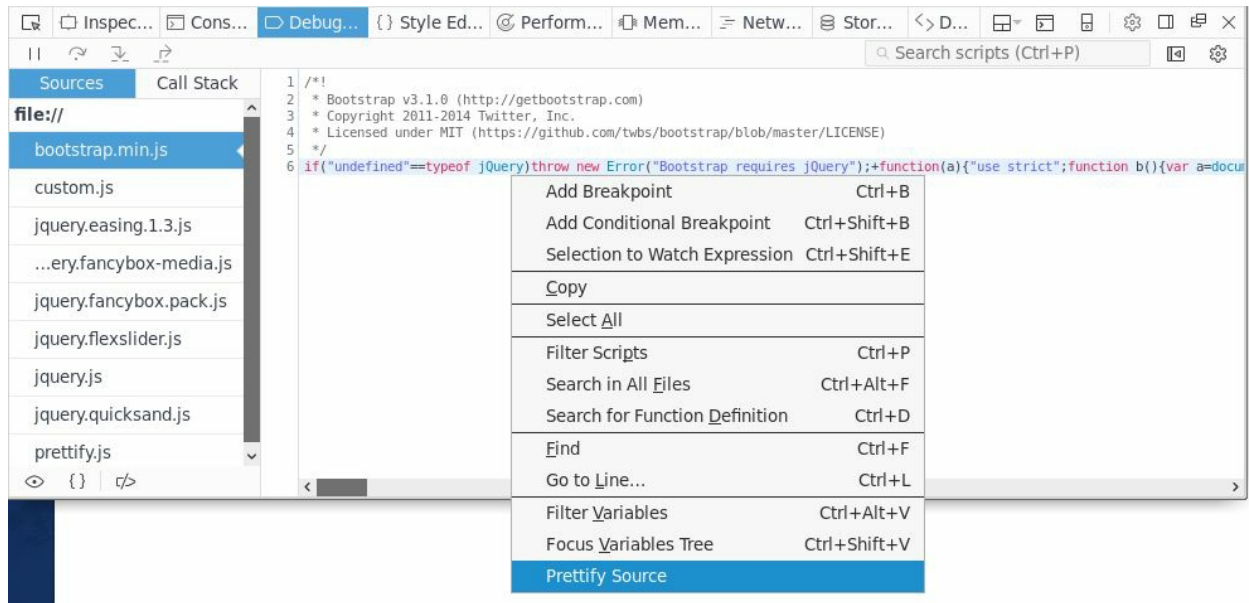 Inspec... Cons... Debug... {} Style Ed... Perform... Mem... Netw... Stor... D...
Search scripts (Ctrl+P)
Sources Call Stack
file://
bootstrap.min.js
custom.js
jquery.easing.1.3.js
...ery.fancybox-media.js
jquery.fancybox.pack.js
jquery.flexslider.js
jquery.js
jquery.quicksand.js
prettify.js
{}
1 /*!
2 * Bootstrap v3.1.0 (http://getbootstrap.com)
3 * Copyright 2011-2014 Twitter, Inc.
4 * Licensed under MIT (https://github.com/twbs/bootstrap/blob/master/LICENSE)
5 */
6 if("undefined"==typeof jQuery)throw new Error("Bootstrap requires jQuery");+function(a){"use strict";function b(){var a=docum
Add Breakpoint Ctrl+B
Add Conditional Breakpoint Ctrl+Shift+B
Selection to Watch Expression Ctrl+Shift+E
Copy
Select All
Filter Scripts Ctrl+P
Search in All Files Ctrl+Alt+F
Search for Function Definition Ctrl+D
Find Ctrl+F
Go to Line... Ctrl+L
Filter Variables Ctrl+Alt+V
Focus Variables Tree Ctrl+Shift+V
Prettify Source